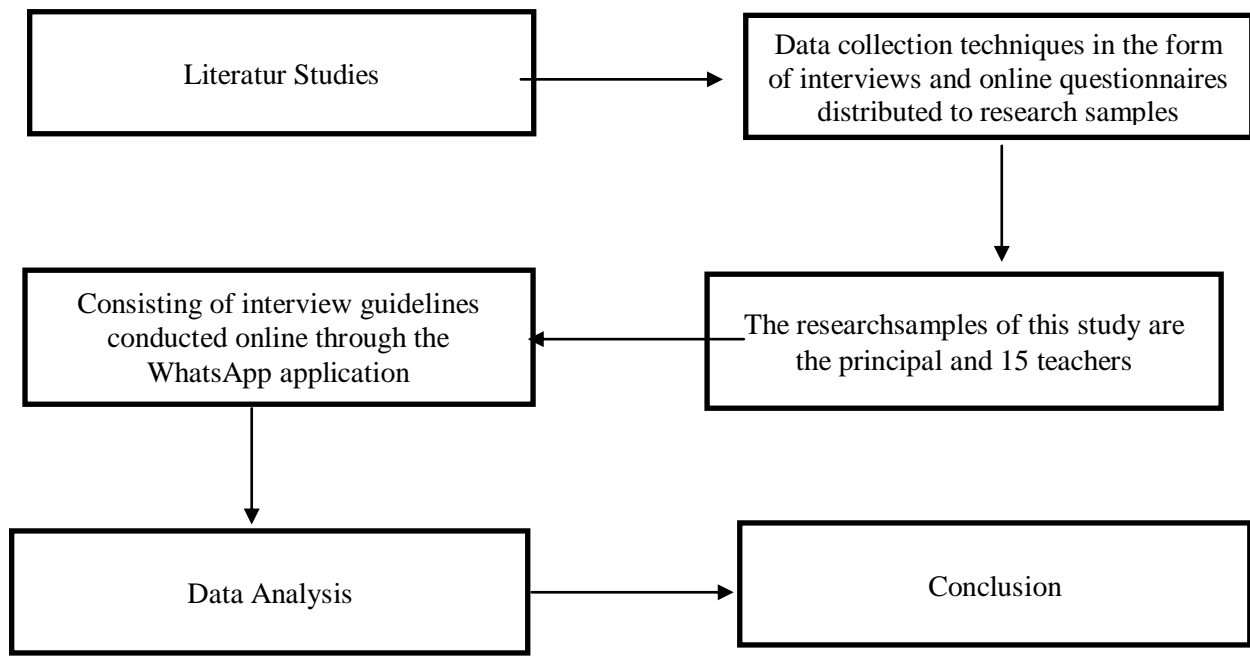 Literatur Studies
Data collection techniques in the form
of interviews and online questionnaires
distributed to research samples
Consisting of interview guidelines
conducted online through the
WhatsApp application
The researchsamples of this study are
the principal and 15 teachers
Data Analysis
Conclusion